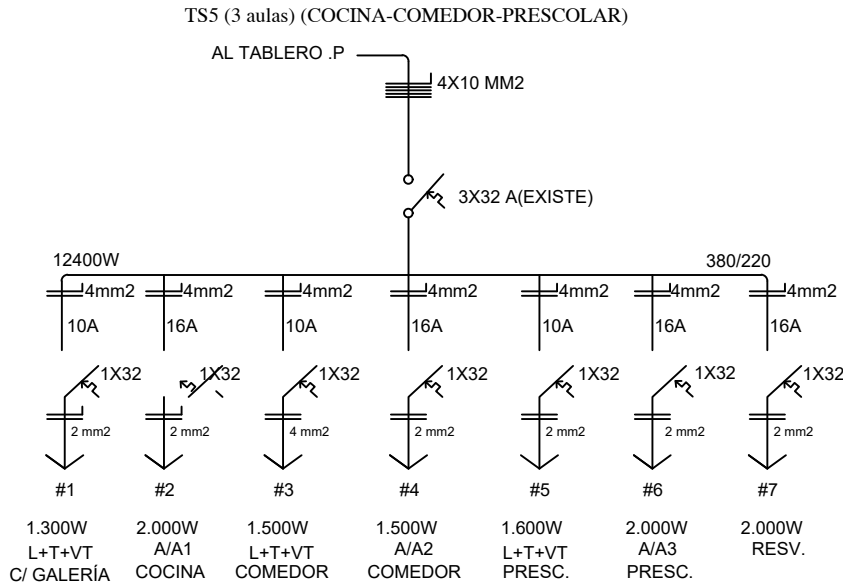 TS5 (3 aulas) (COCINA-COMEDOR-PRESCOLAR)
AL TABLERO .P
4X10 MM2
3X32 A(EXISTE)
12400W 380/220
4mm2 4mm2 4mm2 4mm2 4mm2 4mm2 4mm2
10A 16A 10A 16A 10A 16A 16A
1X32 1X32 1X32 1X32 1X32 1X32 1X32
2 mm2 2 mm2 4 mm2 2 mm2 2 mm2 2 mm2 2 mm2
#1 #2 #3 #4 #5 #6 #7
1.300W 2.000W 1.500W 1.500W 1.600W 2.000W 2.000W
L+T+VT A/A1 L+T+VT A/A2 L+T+VT A/A3 RESV.
C/ GALERÍA COCINA COMEDOR COMEDOR PRESC. PRESC.